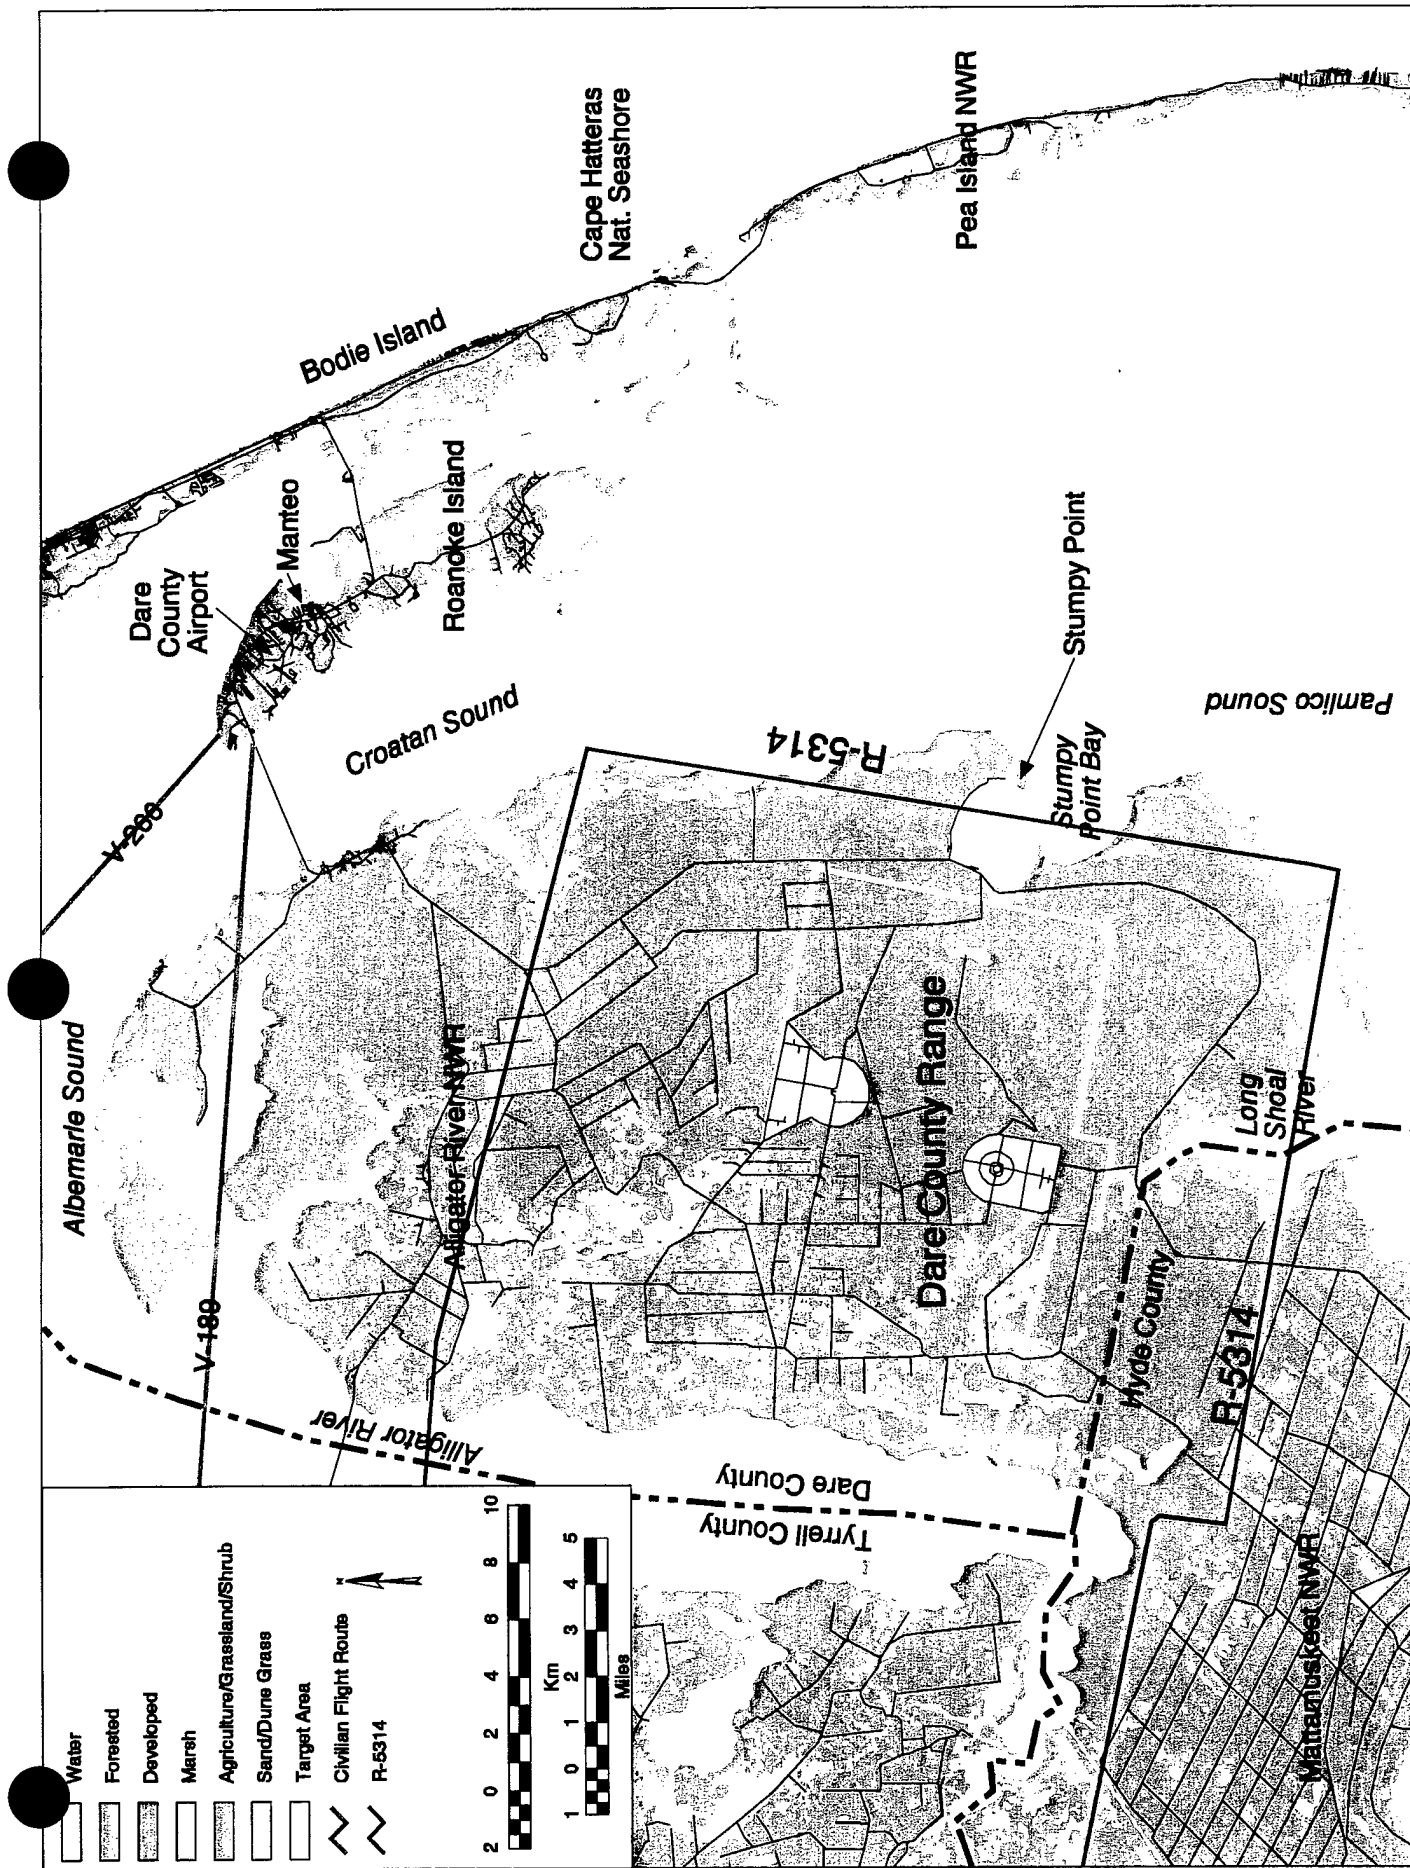 Albemarle Sound
V-200
V-189
Dare
County
Airport
Manteo
Bodie Island
Roanoke Island
Croatan Sound
Cape Hatteras
Nat. Seashore
Pea Island NWR
Alligator River
Alligator River NWR
R-5314
Stumpy Point
Stumpy
Point Bay
Pamlico Sound
Dare County Range
Long
Shoal
River
Hyde County
R-5314
Dare County
Tyrrell County
Mattamuskeet NWR
Water
Forested
Developed
Marsh
Agriculture/Grassland/Shrub
Sand/Dune Grass
Target Area
Civilian Flight Route
R-5314
N
2 0 2 4 6 8 10
Km
1 0 1 2 3 4 5
Miles